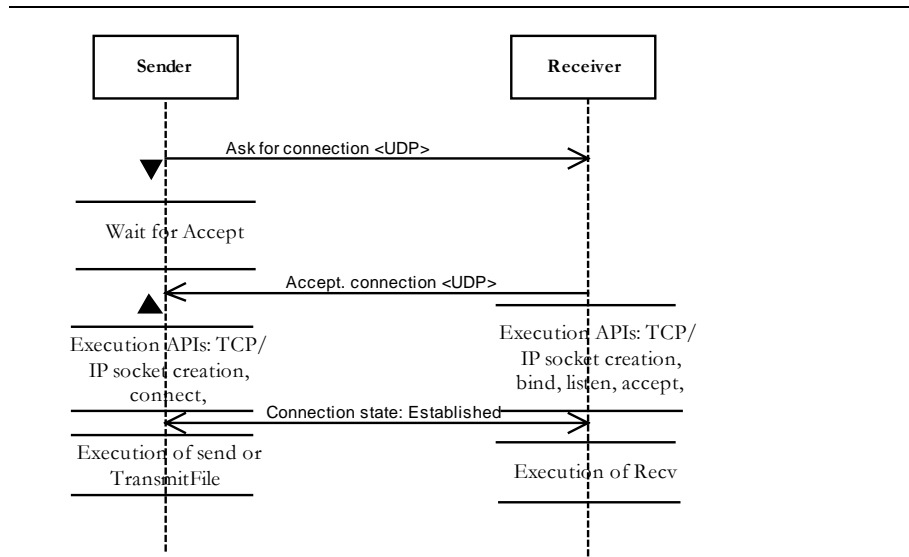 Sender
Receiver
Ask for connection <UDP>
Wait for Accept
Accept. connection <UDP>
Execution APIs: TCP/
IP socket creation,
connect,
Execution APIs: TCP/
IP socket creation,
bind, listen, accept,
Connection state: Established
Execution of send or
TransmitFile
Execution of Recv